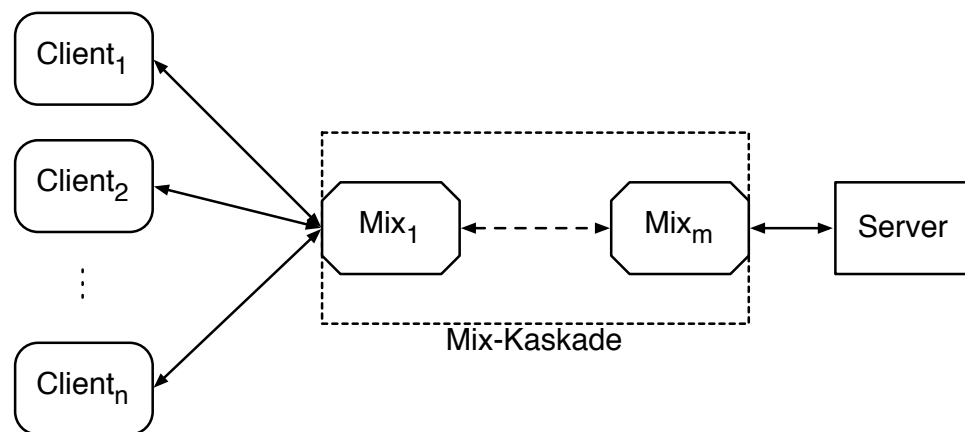 Client₁
Client₂
⋮
Clientₙ
Mix₁
Mixₘ
Server
Mix-Kaskade